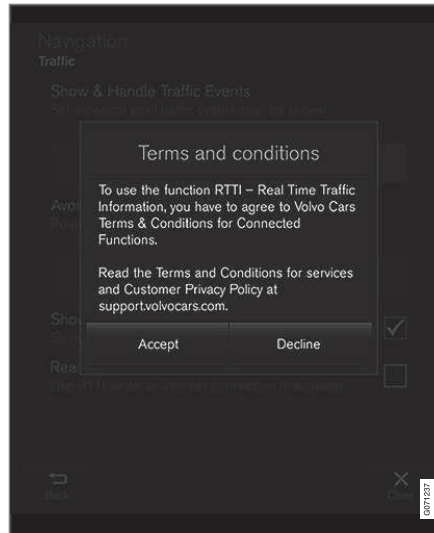 Navigation
Traffic
Show & Handle Traffic Events
Terms and conditions
To use the function RTTI – Real Time Traffic
Information, you have to agree to Volvo Cars
Terms & Conditions for Connected
Functions.
Read the Terms and Conditions for services
and Customer Privacy Policy at
support.volvocars.com.
Accept
Decline
Back
Close
G071237